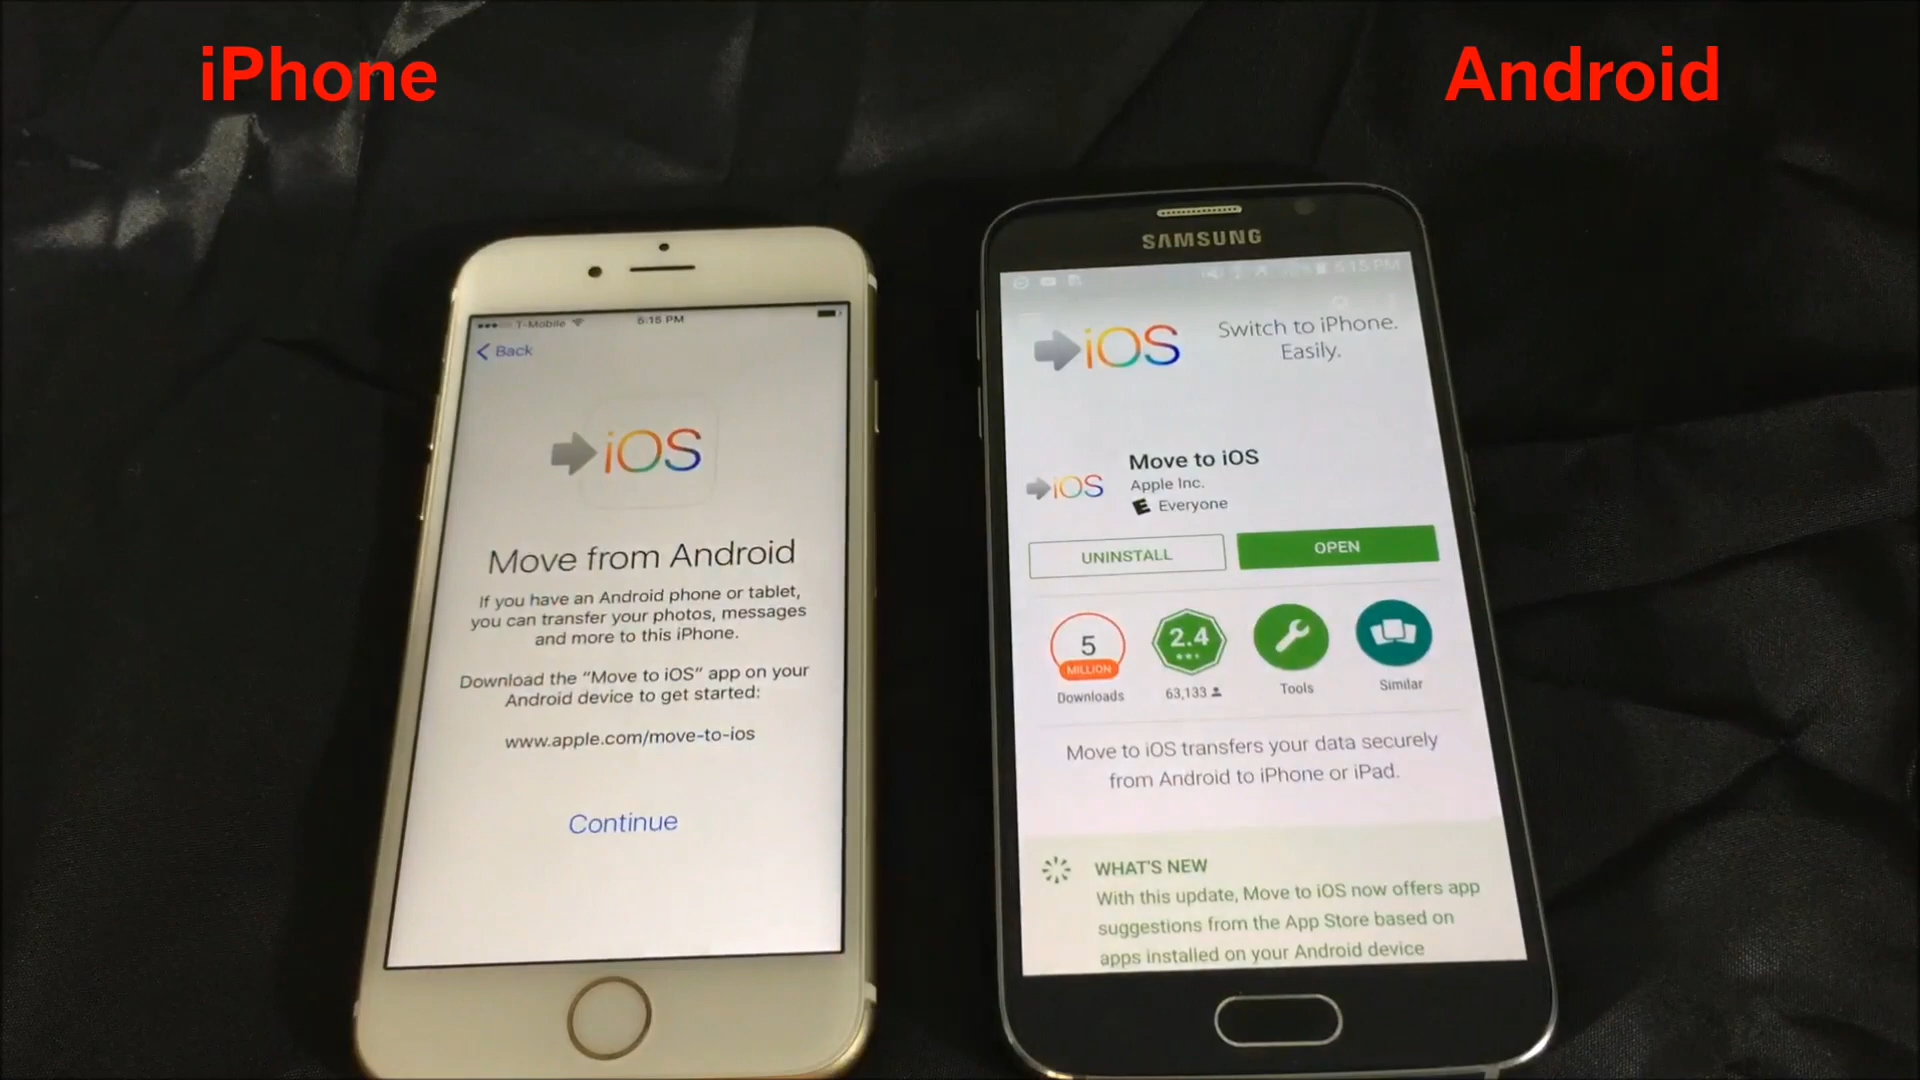 iPhone
Android
T-Mobile
5:15 PM
Back
iOS
Move from Android
If you have an Android phone or tablet,
you can transfer your photos, messages
and more to this iPhone.
Download the “Move to iOS” app on your
Android device to get started:
www.apple.com/move-to-ios
Continue
SAMSUNG
5:15 PM
iOS
Switch to iPhone.
Easily.
iOS
Move to iOS
Apple Inc.
E Everyone
UNINSTALL
OPEN
5
MILLION
Downloads
2.4
63,133
Tools
Similar
Move to iOS transfers your data securely
from Android to iPhone or iPad.
WHAT'S NEW
With this update, Move to iOS now offers app
suggestions from the App Store based on
apps installed on your Android device